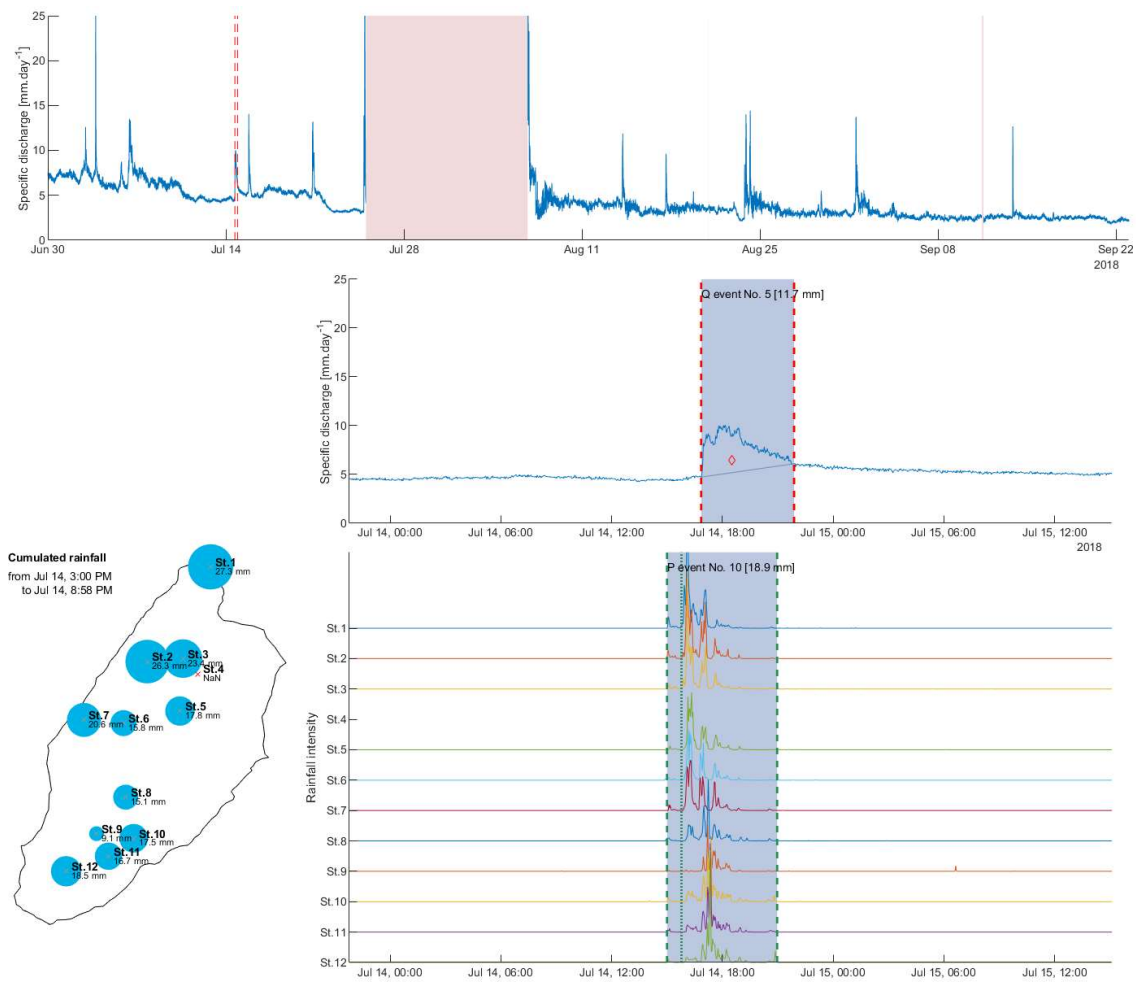 25
20
15
10
5
0
Specific discharge [mm.day⁻¹]
Jun 30
Jul 14
Jul 28
Aug 11
Aug 25
Sep 08
Sep 22
2018
25
20
15
10
5
0
Specific discharge [mm.day⁻¹]
Q event No. 5 [11.7 mm]
Jul 14, 00:00
Jul 14, 06:00
Jul 14, 12:00
Jul 14, 18:00
Jul 15, 00:00
Jul 15, 06:00
Jul 15, 12:00
2018
Cumulated rainfall
from Jul 14, 3:00 PM
to Jul 14, 8:58 PM
St.1
27.3 mm
St.2
26.3 mm
St.3
23.4 mm
St.4
NaN
St.5
17.8 mm
St.6
15.8 mm
St.7
20.6 mm
St.8
15.1 mm
St.9
9.1 mm
St.10
17.5 mm
St.11
16.7 mm
St.12
18.5 mm
P event No. 10 [18.9 mm]
Rainfall intensity
St.1
St.2
St.3
St.4
St.5
St.6
St.7
St.8
St.9
St.10
St.11
St.12
Jul 14, 00:00
Jul 14, 06:00
Jul 14, 12:00
Jul 14, 18:00
Jul 15, 00:00
Jul 15, 06:00
Jul 15, 12:00